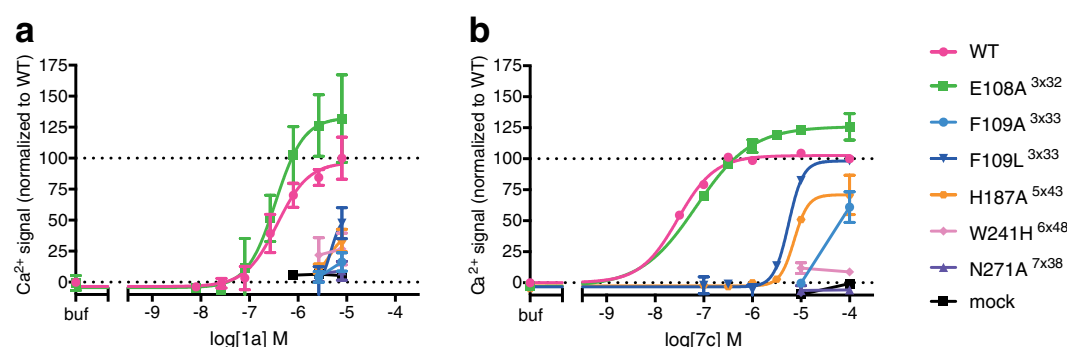 a
b
Ca²⁺ signal (normalized to WT)
175
150
125
100
75
50
25
0
buf
-9
-8
-7
-6
-5
-4
log[1a] M
Ca²⁺ signal (normalized to WT)
175
150
125
100
75
50
25
0
buf
-9
-8
-7
-6
-5
-4
log[7c] M
WT
E108A 3x32
F109A 3x33
F109L 3x33
H187A 5x43
W241H 6x48
N271A 7x38
mock